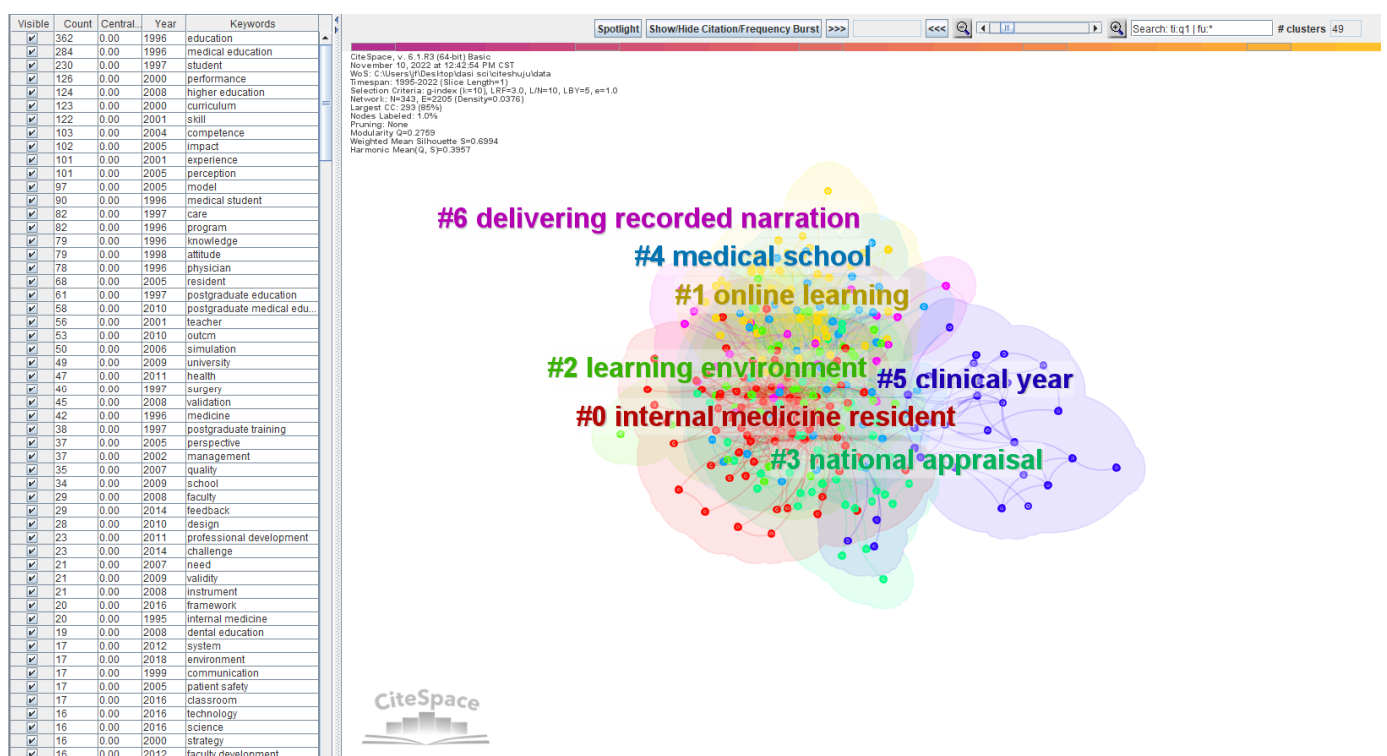 Visible Count Central... Year Keywords
362 0.00 1996 education
284 0.00 1996 medical education
230 0.00 1997 student
126 0.00 2000 performance
124 0.00 2008 higher education
123 0.00 2000 curriculum
122 0.00 2001 skill
103 0.00 2004 competence
102 0.00 2005 impact
101 0.00 2001 experience
101 0.00 2005 perception
97 0.00 2005 model
90 0.00 1996 medical student
82 0.00 1997 care
82 0.00 1996 program
79 0.00 1996 knowledge
79 0.00 1998 attitude
78 0.00 1996 physician
68 0.00 2005 resident
61 0.00 1997 postgraduate education
58 0.00 2010 postgraduate medical edu...
56 0.00 2001 teacher
53 0.00 2010 outcm
50 0.00 2006 simulation
49 0.00 2009 university
47 0.00 2011 health
46 0.00 1997 surgery
45 0.00 2008 validation
42 0.00 1996 medicine
38 0.00 1997 postgraduate training
37 0.00 2005 perspective
37 0.00 2002 management
35 0.00 2007 quality
34 0.00 2009 school
29 0.00 2008 faculty
29 0.00 2014 feedback
28 0.00 2010 design
23 0.00 2011 professional development
23 0.00 2014 challenge
21 0.00 2007 need
21 0.00 2009 validity
21 0.00 2008 instrument
20 0.00 2016 framework
20 0.00 1995 internal medicine
19 0.00 2008 dental education
17 0.00 2012 system
17 0.00 2018 environment
17 0.00 1999 communication
17 0.00 2005 patient safety
17 0.00 2016 classroom
16 0.00 2016 technology
16 0.00 2016 science
16 0.00 2000 strategy
16 0.00 2012 faculty development
Spotlight Show/Hide Citation/Frequency Burst >>> <<< Search: ti:q1 | fu:* # clusters 49
CiteSpace, v. 6.1.R3 (64-bit) Basic
November 10, 2022 at 12:42:54 PM CST
WoS: C:\Users\jf\Desktop\dasi sci\citeshuju\data
Timespan: 1995-2022 (Slice Length=1)
Selection Criteria: g-index (k=10), LRF=3.0, L/N=10, LBY=5, e=1.0
Network: N=343, E=2205 (Density=0.0376)
Largest CC: 293 (85%)
Nodes Labeled: 1.0%
Pruning: None
Modularity Q=0.2759
Weighted Mean Silhouette S=0.6994
Harmonic Mean(Q, S)=0.3957
#6 delivering recorded narration
#4 medical school
#1 online learning
#2 learning environment
#5 clinical year
#0 internal medicine resident
#3 national appraisal
CiteSpace